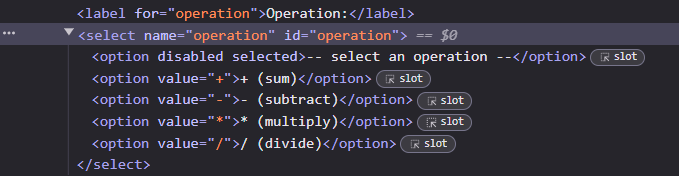 <label for="operation">Operation:</label>
··· ▼<select name="operation" id="operation"> == $0
<option disabled selected>-- select an operation --</option> slot
<option value="+">+ (sum)</option> slot
<option value="-">- (subtract)</option> slot
<option value="*">* (multiply)</option> slot
<option value="/">/ (divide)</option> slot
</select>